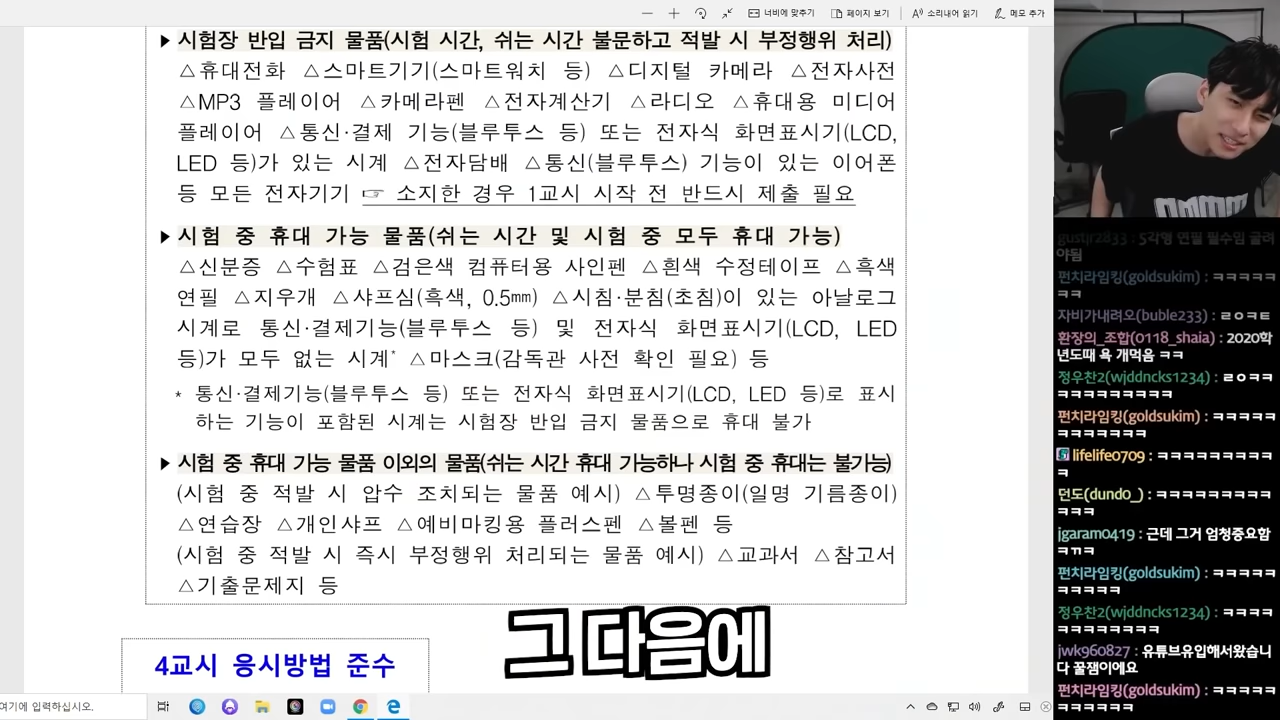 너비에 맞추기
페이지 보기
소리내어 읽기
메모 추가
▶시험장 반입 금지 물품(시험 시간, 쉬는 시간 불문하고 적발 시 부정행위 처리)
△휴대전화 △스마트기기(스마트워치 등) △디지털 카메라 △전자사전
△MP3 플레이어 △카메라펜 △전자계산기 △라디오 △휴대용 미디어
플레이어 △통신·결제 기능(블루투스 등) 또는 전자식 화면표시기(LCD,
LED 등)가 있는 시계 △전자담배 △통신(블루투스) 기능이 있는 이어폰
등 모든 전자기기 ☞ 소지한 경우 1교시 시작 전 반드시 제출 필요
▶시험 중 휴대 가능 물품(쉬는 시간 및 시험 중 모두 휴대 가능)
△신분증 △수험표 △검은색 컴퓨터용 사인펜 △흰색 수정테이프 △흑색
연필 △지우개 △샤프심(흑색, 0.5㎜) △시침·분침(초침)이 있는 아날로그
시계로 통신·결제기능(블루투스 등) 및 전자식 화면표시기(LCD, LED
등)가 모두 없는 시계* △마스크(감독관 사전 확인 필요) 등
* 통신·결제기능(블루투스 등) 또는 전자식 화면표시기(LCD, LED 등)로 표시
하는 기능이 포함된 시계는 시험장 반입 금지 물품으로 휴대 불가
▶시험 중 휴대 가능 물품 이외의 물품(쉬는 시간 휴대 가능하나 시험 중 휴대는 불가능)
(시험 중 적발 시 압수 조치되는 물품 예시) △투명종이(일명 기름종이)
△연습장 △개인샤프 △예비마킹용 플러스펜 △볼펜 등
(시험 중 적발 시 즉시 부정행위 처리되는 물품 예시) △교과서 △참고서
△기출문제지 등
4교시 응시방법 준수
그 다음에
여기에 입력하십시오.
gustjr2833 : 5각형 연필 필수임 굴려
야됨
펀치라임킹(goldsukim) : ㅋㅋㅋㅋㅋ
ㅋㅋ
자비가내려오(buble233) : ㄹㅇㅋㅌ
환장의_조합(0118_shaia) : 2020학
년도때 욕 개먹음 ㅋㅋ
정우찬2(wjddncks1234) : ㄹㅇㅋㅋ
ㅋㅋㅋㅋㅋㅋㅋㅋㅋ
펀치라임킹(goldsukim) : ㅋㅋㅋㅋㅋ
ㅋㅋㅋㅋㅋㅋㅋ
lifelife0709 : ㅋㅋㅋㅋㅋㅋㅋㅋㅋ
ㅋ
던도(dund0_) : ㅋㅋㅋㅋㅋㅋㅋㅋㅋ
ㅋㅋㅋ
jgaram0419 : 근데 그거 엄청중요함
ㅋㄲㅋ
펀치라임킹(goldsukim) : ㅋㅋㅋㅋㅋ
ㅋㅋㅋㅋㅋ
정우찬2(wjddncks1234) : ㅋㅋㅋㅋ
ㅋㅋㅋㅋㅋㅋㅋㅋ
jwk960827 : 유튜브유입해서왔습니
다 꿀잼이에요
펀치라임킹(goldsukim) : ㅋㅋㅋㅋㅋ
ㅋㅋㅋㅋㅋㅋ